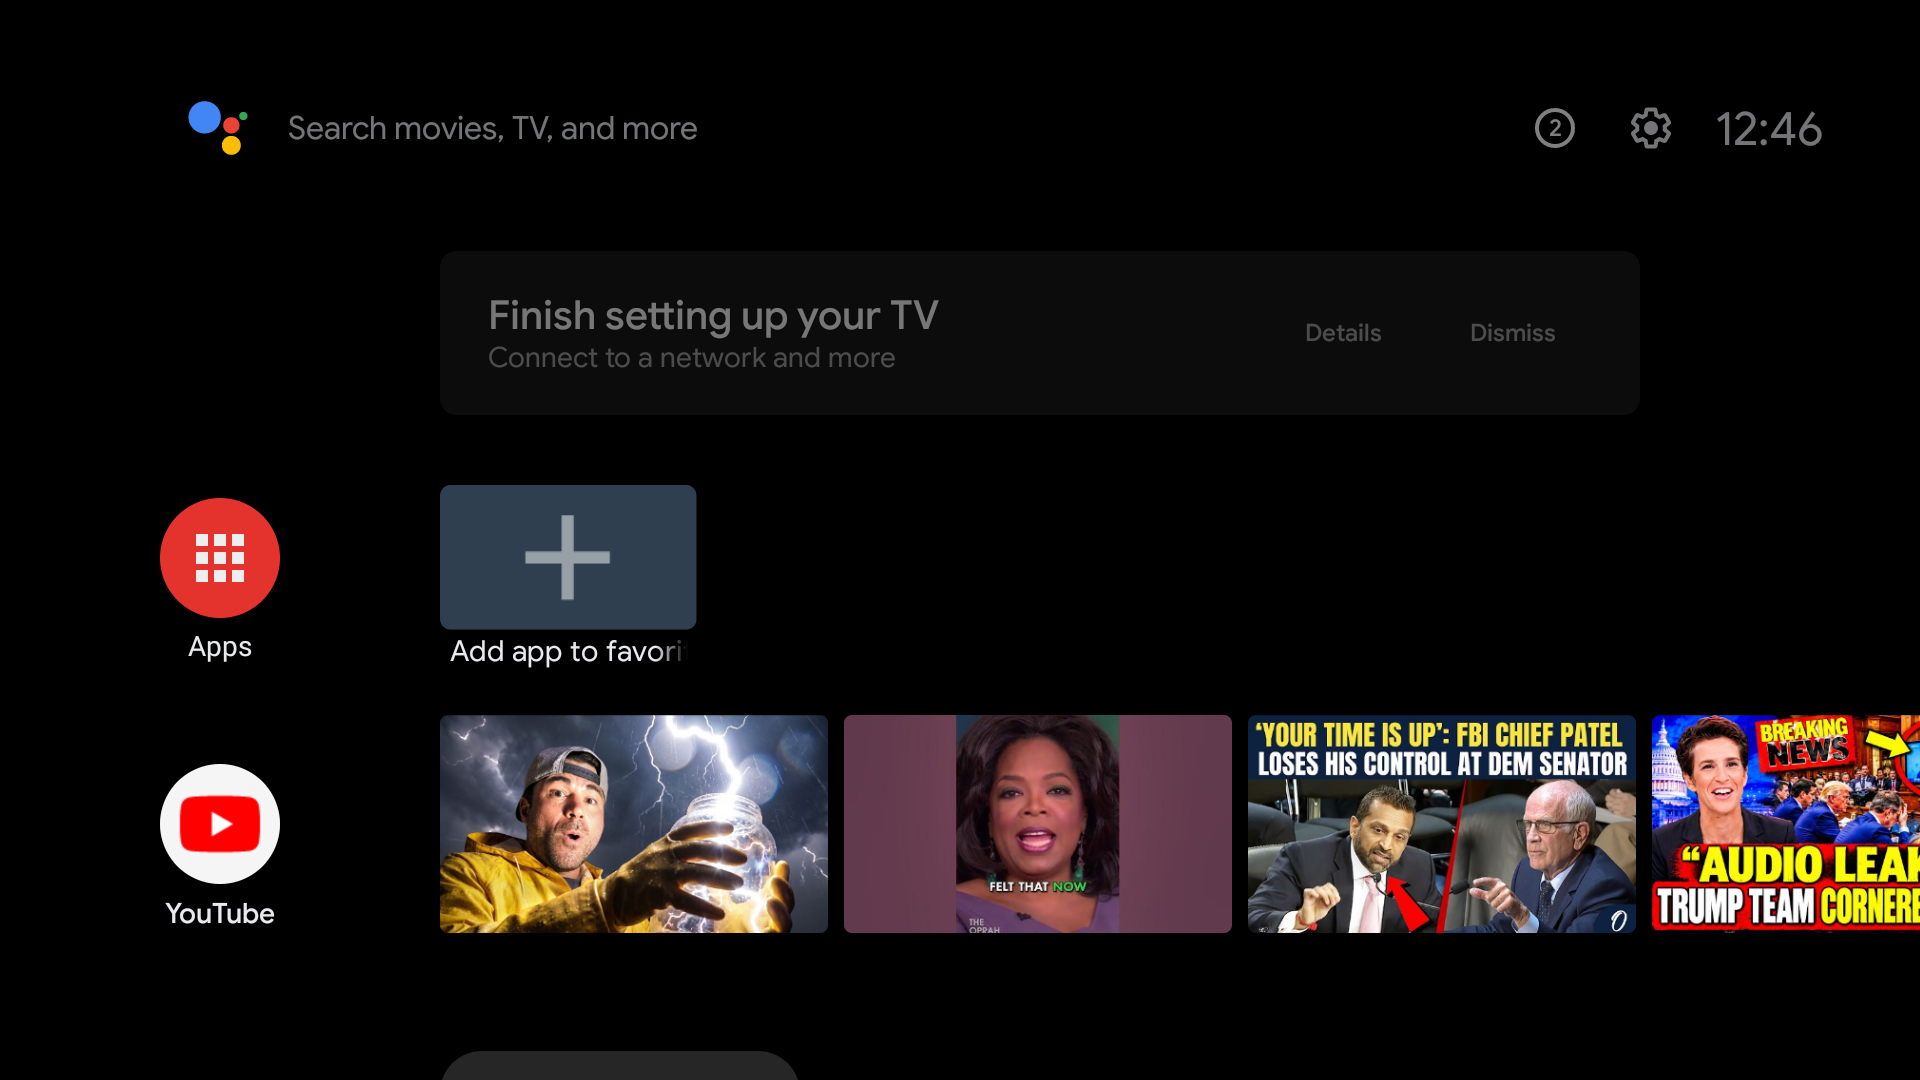 Search movies, TV, and more
2
12:46
Finish setting up your TV
Connect to a network and more
Details
Dismiss
Apps
Add app to favori
YouTube
FELT THAT NOW
THE
OPRAH
‘YOUR TIME IS UP’: FBI CHIEF PATEL
LOSES HIS CONTROL AT DEM SENATOR
BREAKING
NEWS
“AUDIO LEAK
TRUMP TEAM CORNERE